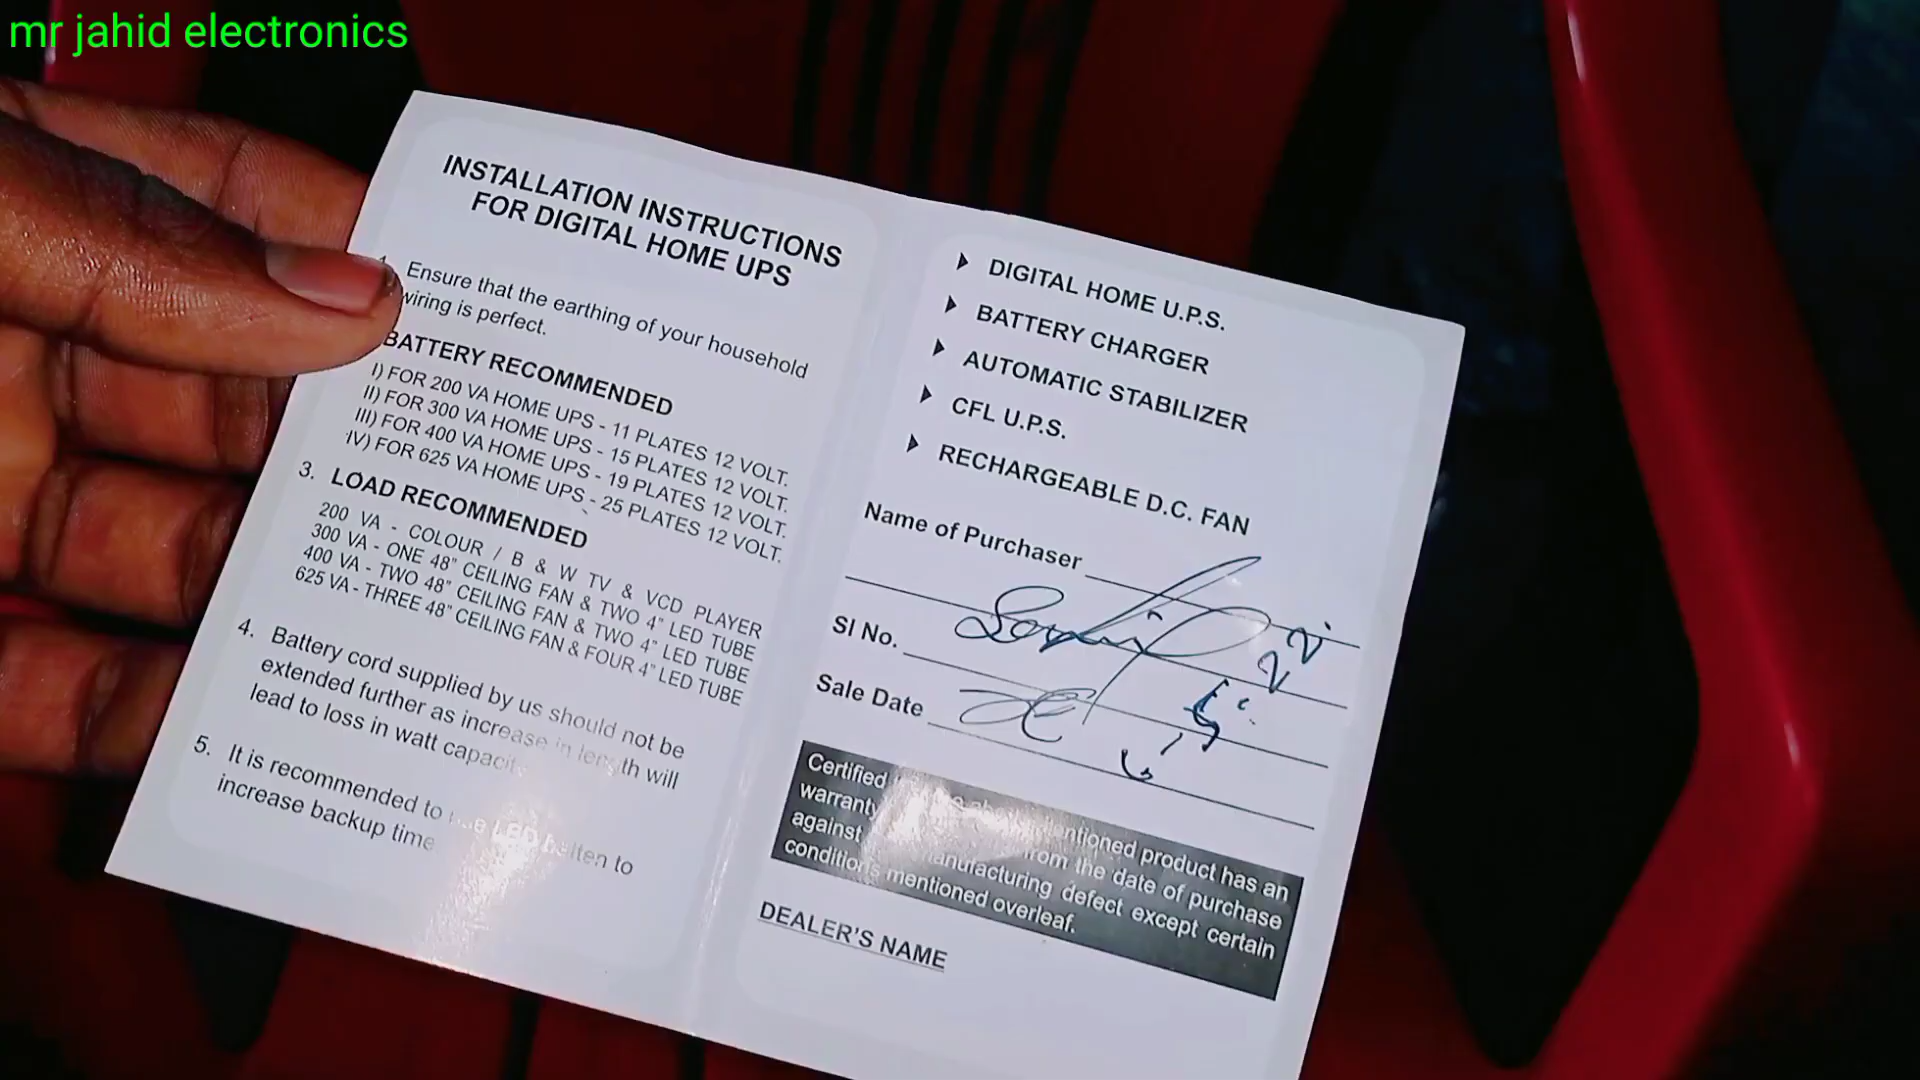 mr jahid electronics
INSTALLATION INSTRUCTIONS
FOR DIGITAL HOME UPS
Ensure that the earthing of your household
wiring is perfect.
BATTERY RECOMMENDED
I) FOR 200 VA HOME UPS - 11 PLATES 12 VOLT.
II) FOR 300 VA HOME UPS - 15 PLATES 12 VOLT.
III) FOR 400 VA HOME UPS - 19 PLATES 12 VOLT.
IV) FOR 625 VA HOME UPS - 25 PLATES 12 VOLT.
3. LOAD RECOMMENDED
200 VA - COLOUR / B & W TV & VCD PLAYER
300 VA - ONE 48" CEILING FAN & TWO 4" LED TUBE
400 VA - TWO 48" CEILING FAN & TWO 4" LED TUBE
625 VA - THREE 48" CEILING FAN & FOUR 4" LED TUBE
4. Battery cord supplied by us should not be
extended further as increase in length will
lead to loss in watt capacity
5. It is recommended to LED to
increase backup time
DIGITAL HOME U.P.S.
BATTERY CHARGER
AUTOMATIC STABILIZER
CFL U.P.S.
RECHARGEABLE D.C. FAN
Name of Purchaser
Sl No.
Sale Date
Certified mentioned product has an
warranty from the date of purchase
against manufacturing defect except certain
conditions mentioned overleaf.
DEALER'S NAME